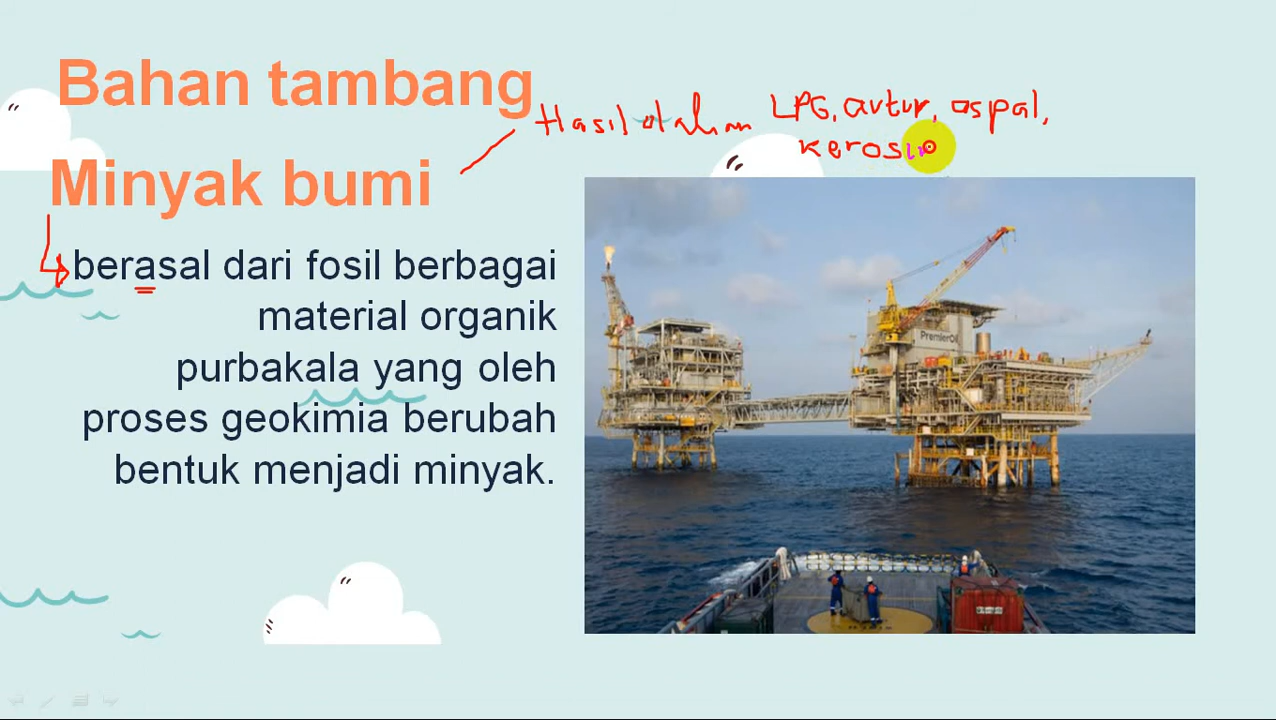 Bahan tambang
Hasil olahan LPG, avtur, aspal,
kerosin
Minyak bumi
berasal dari fosil berbagai
material organik
purbakala yang oleh
proses geokimia berubah
bentuk menjadi minyak.
PremierOil